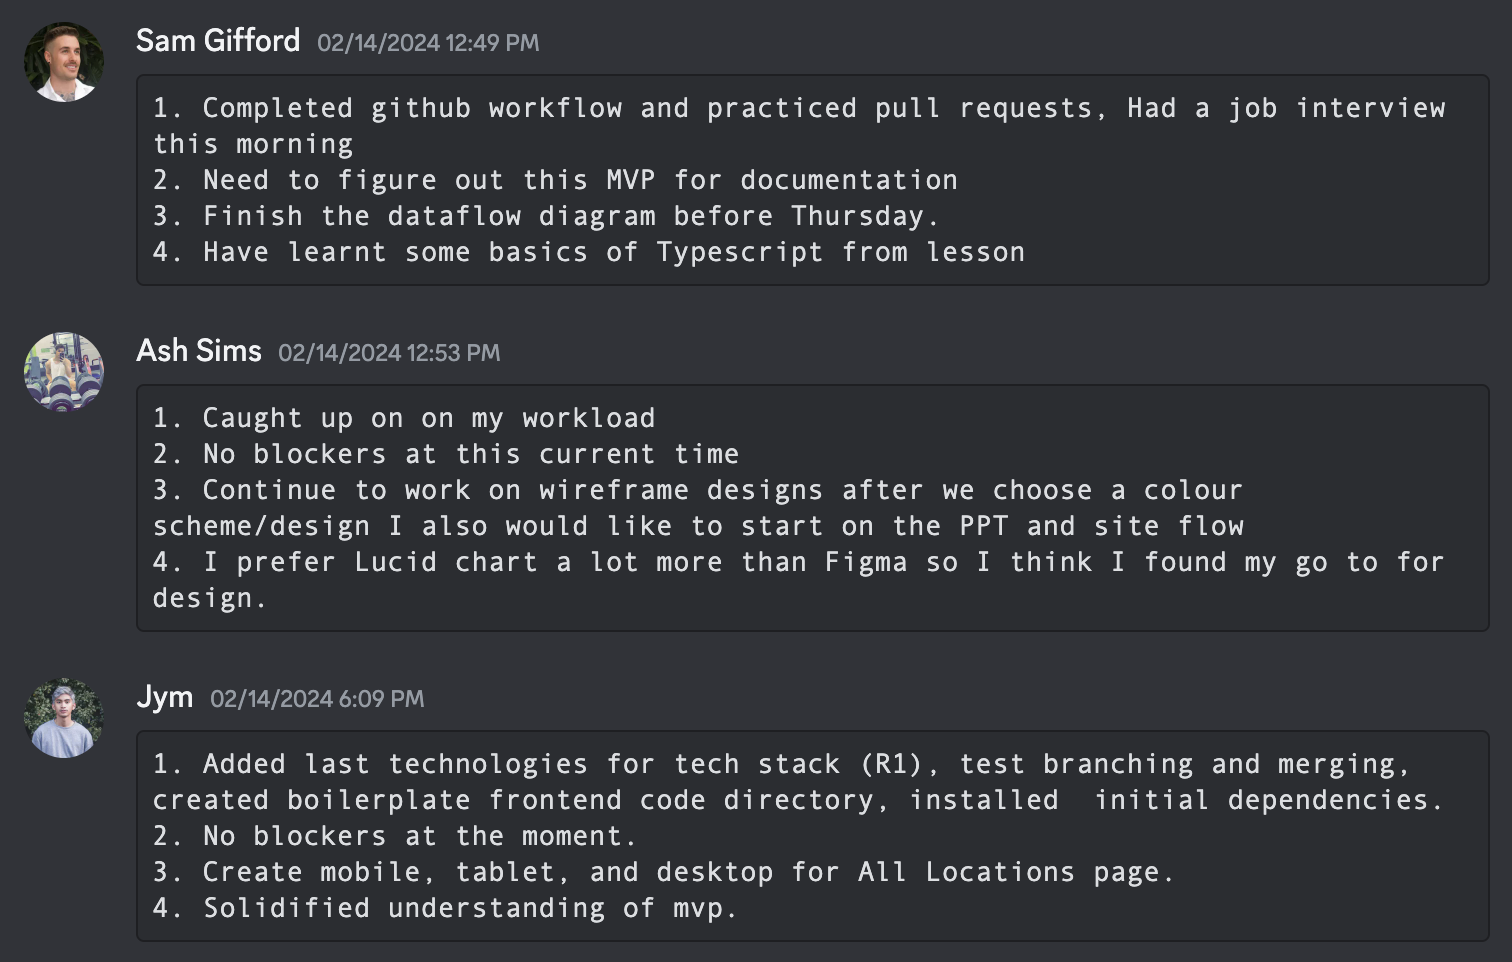 Sam Gifford 02/14/2024 12:49 PM
1. Completed github workflow and practiced pull requests, Had a job interview
this morning
2. Need to figure out this MVP for documentation
3. Finish the dataflow diagram before Thursday.
4. Have learnt some basics of Typescript from lesson
Ash Sims 02/14/2024 12:53 PM
1. Caught up on on my workload
2. No blockers at this current time
3. Continue to work on wireframe designs after we choose a colour
scheme/design I also would like to start on the PPT and site flow
4. I prefer Lucid chart a lot more than Figma so I think I found my go to for
design.
Jym 02/14/2024 6:09 PM
1. Added last technologies for tech stack (R1), test branching and merging,
created boilerplate frontend code directory, installed  initial dependencies.
2. No blockers at the moment.
3. Create mobile, tablet, and desktop for All Locations page.
4. Solidified understanding of mvp.